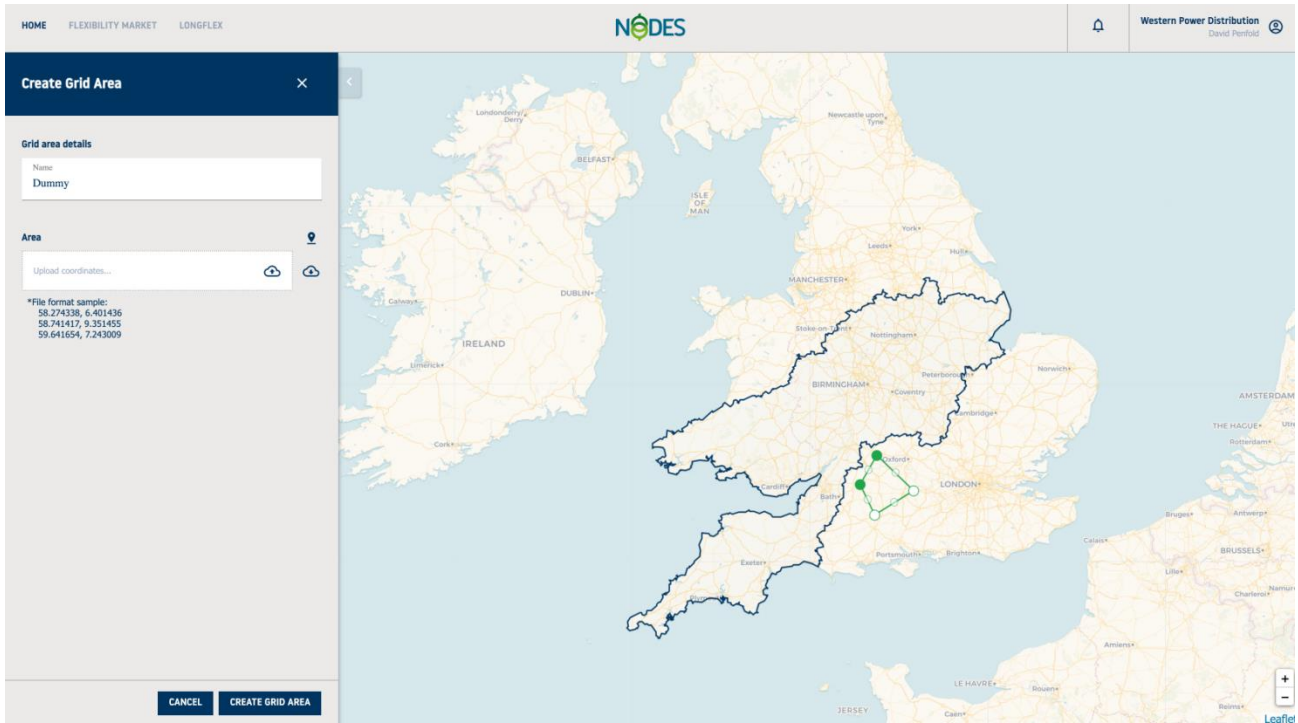 HOME FLEXIBILITY MARKET LONGFLEX
NODES
Western Power Distribution
David Penfold
Create Grid Area
Grid area details
Name
Dummy
Area
Upload coordinates...
*File format sample:
58.274338, 6.401436
58.741417, 9.351455
59.641654, 7.243009
CANCEL CREATE GRID AREA
Londonderry/
Derry
Newcastle upon
Tyne
BELFAST
ISLE
OF
MAN
York
Leeds
Hull
MANCHESTER
DUBLIN
Galway
Stoke-on-Trent
Nottingham
IRELAND
Limerick
Peterborough
Norwich
BIRMINGHAM
Coventry
Cambridge
AMSTERDAM
THE HAGUE
Rotterdam
Cork
Oxford
LONDON
Cardiff
Bath
Bruges
Antwerp
Portsmouth
Brighton
Calais
BRUSSELS
Exeter
Lille
Namur
Charleroi
Plymouth
Amiens
LE HAVRE
Rouen
JERSEY
Caen
Reims
+
−
Leaflet